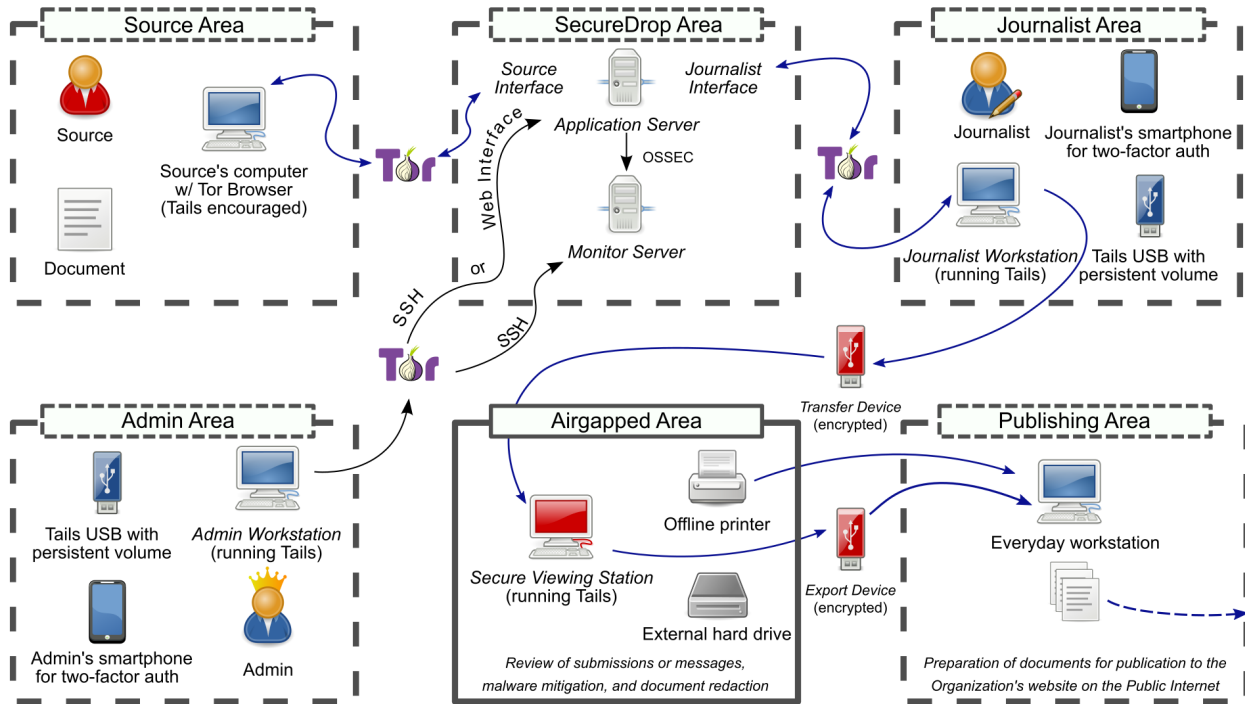 Source Area
Source
Source's computer
w/ Tor Browser
(Tails encouraged)
Document
Tor
SecureDrop Area
Source
Interface
Journalist
Interface
Application Server
OSSEC
Monitor Server
SSH or Web Interface
SSH
Tor
Tor
Journalist Area
Journalist
Journalist's smartphone
for two-factor auth
Journalist Workstation
(running Tails)
Tails USB with
persistent volume
Transfer Device
(encrypted)
Admin Area
Tails USB with
persistent volume
Admin Workstation
(running Tails)
Admin's smartphone
for two-factor auth
Admin
Airgapped Area
Offline printer
Secure Viewing Station
(running Tails)
External hard drive
Review of submissions or messages,
malware mitigation, and document redaction
Export Device
(encrypted)
Publishing Area
Everyday workstation
Preparation of documents for publication to the
Organization's website on the Public Internet